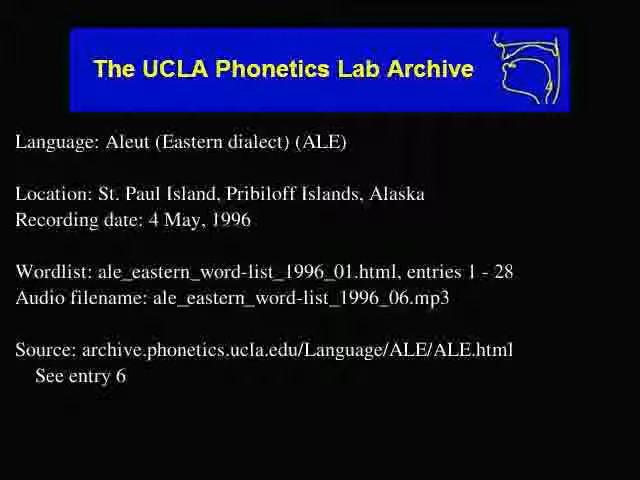 The UCLA Phonetics Lab Archive
Language: Aleut (Eastern dialect) (ALE)
Location: St. Paul Island, Pribiloff Islands, Alaska
Recording date: 4 May, 1996
Wordlist: ale_eastern_word-list_1996_01.html, entries 1 - 28
Audio filename: ale_eastern_word-list_1996_06.mp3
Source: archive.phonetics.ucla.edu/Language/ALE/ALE.html
See entry 6